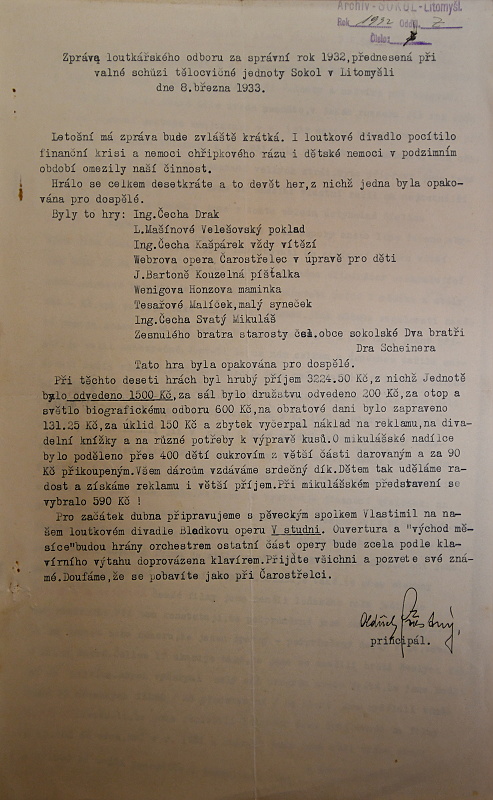 Archiv-SOKOL-Litomyšl
Rok 1932 Odděl. Z
Číslo:
Zpráva loutkářského odboru za správní rok 1932,přednesená při
valné schůzi tělocvičné jednoty Sokol v Litomyšli
dne 8.března 1933.
Letošní má zpráva bude zvláště krátká. I loutkové divadlo pocítilo
finanční krisi a nemoci chřipkového rázu i dětské nemoci v podzimním
období omezily naší činnost.
Hrálo se celkem desetkráte a to devět her,z nichž jedna byla opako-
vána pro dospělé.
Byly to hry: Ing.Čecha Drak
L.Mašínové Velešovský poklad
Ing.Čecha Kašpárek vždy vítězí
Webrova opera Čarostřelec v úpravě pro děti
J.Bartoně Kouzelná píšťalka
Wenigova Honzova maminka
Tesařové Malíček,malý syneček
Ing.Čecha Svatý Mikuláš
Zesnulého bratra starosty čsl.obce sokolské Dva bratři
Dra Scheinera
Tato hra byla opakována pro dospělé.
Při těchto deseti hrách byl hrubý příjem 3224.50 Kč,z nichž Jednotě
bylo odvedeno 1500 Kč,za sál bylo družstvu odvedeno 200 Kč,za otop a
světlo biografickému odboru 600 Kč,na obratové dani bylo zapraveno
131.25 Kč,za úklid 150 Kč a zbytek vyčerpal náklad na reklamu,na diva-
delní knížky a na různé potřeby k výpravě kusů.O mikulášské nadílce
bylo poděleno přes 400 dětí cukrovím z větší části darovaným a za 90
Kč přikoupeným.Všem dárcům vzdáváme srdečný dík.Dětem tak uděláme ra-
dost a získáme reklamu i větší příjem.Při mikulášském představení se
vybralo 590 Kč !
Pro začátek dubna připravujeme s pěveckým spolkem Vlastimil na na-
šem loutkovém divadle Blodkovu operu V studni. Ouvertura a "východ mě-
síce"budou hrány orchestrem ostatní část opery bude zcela podle kla-
vírního výtahu doprovázena klavírem.Přijďte všichni a pozvete své zná-
mé.Doufáme,že se pobavíte jako při Čarostřelci.
Oldřich
principál.